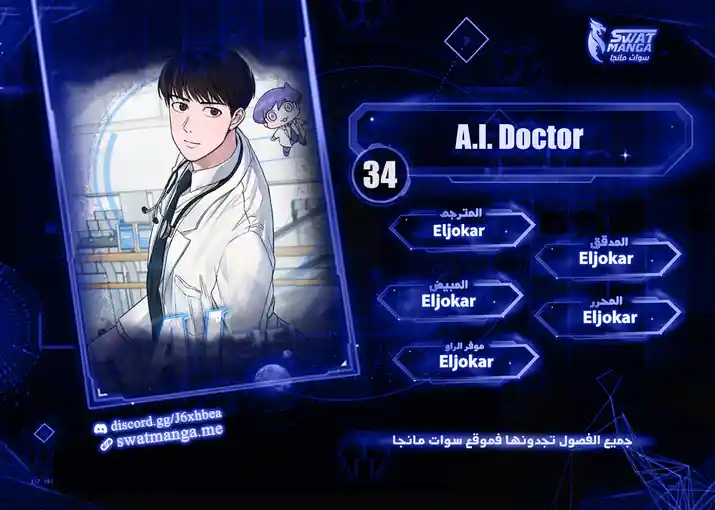 SWAT
MANGA
سوات مانجا
A.I. Doctor
34
المترجم
Eljokar
المدقق
Eljokar
المبيض
Eljokar
المحرر
Eljokar
موفر الراو
Eljokar
A.I.
discord.gg/J6xhbea
swatmanga.me
جميع الفصول تجدونها فموقع سوات مانجا